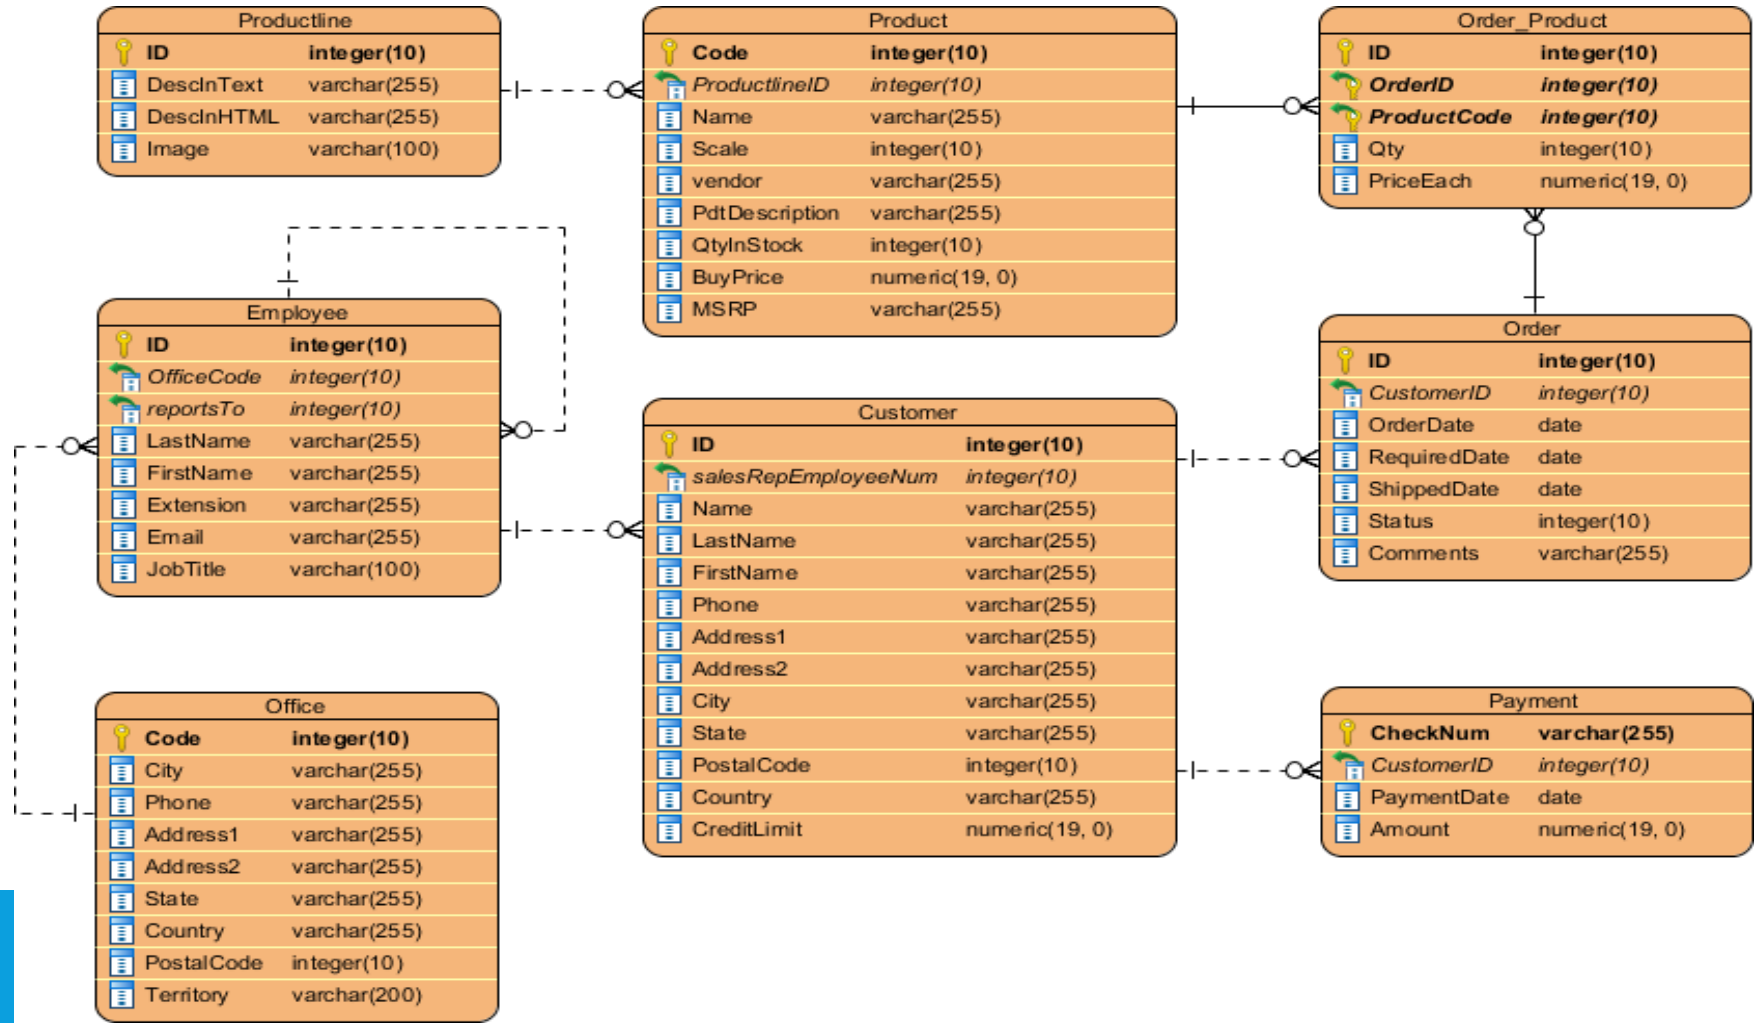 Productline
ID integer(10)
DescInText varchar(255)
DescInHTML varchar(255)
Image varchar(100)
Product
Code integer(10)
ProductlineID integer(10)
Name varchar(255)
Scale integer(10)
vendor varchar(255)
PdtDescription varchar(255)
QtyInStock integer(10)
BuyPrice numeric(19, 0)
MSRP varchar(255)
Order_Product
ID integer(10)
OrderID integer(10)
ProductCode integer(10)
Qty integer(10)
PriceEach numeric(19, 0)
Employee
ID integer(10)
OfficeCode integer(10)
reportsTo integer(10)
LastName varchar(255)
FirstName varchar(255)
Extension varchar(255)
Email varchar(255)
JobTitle varchar(100)
Customer
ID integer(10)
salesRepEmployeeNum integer(10)
Name varchar(255)
LastName varchar(255)
FirstName varchar(255)
Phone varchar(255)
Address1 varchar(255)
Address2 varchar(255)
City varchar(255)
State varchar(255)
PostalCode integer(10)
Country varchar(255)
CreditLimit numeric(19, 0)
Order
ID integer(10)
CustomerID integer(10)
OrderDate date
RequiredDate date
ShippedDate date
Status integer(10)
Comments varchar(255)
Office
Code integer(10)
City varchar(255)
Phone varchar(255)
Address1 varchar(255)
Address2 varchar(255)
State varchar(255)
Country varchar(255)
PostalCode integer(10)
Territory varchar(200)
Payment
CheckNum varchar(255)
CustomerID integer(10)
PaymentDate date
Amount numeric(19, 0)